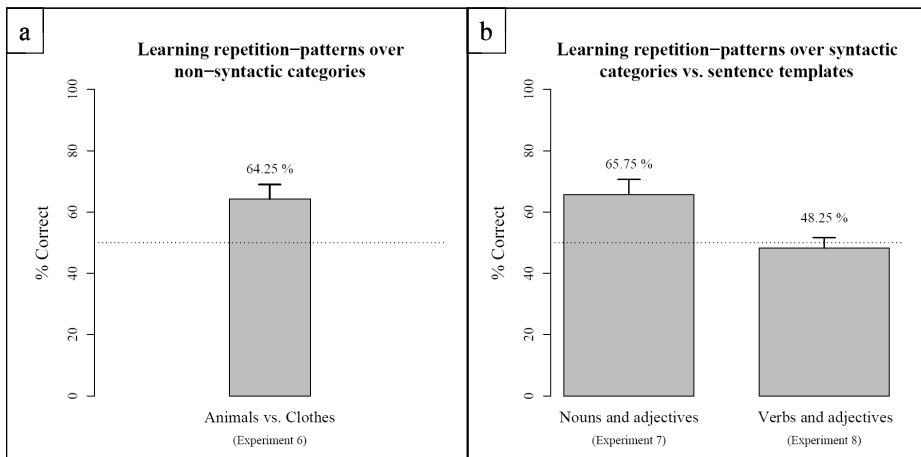 a
Learning repetition−patterns over
non−syntactic categories
% Correct
100
80
60
40
20
0
64.25 %
Animals vs. Clothes
(Experiment 6)
b
Learning repetition−patterns over syntactic
categories vs. sentence templates
% Correct
100
80
60
40
20
0
65.75 %
48.25 %
Nouns and adjectives
(Experiment 7)
Verbs and adjectives
(Experiment 8)